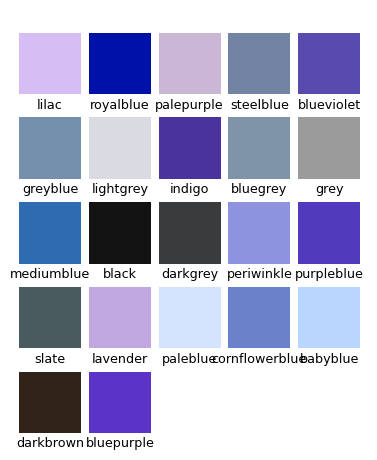 lilac royalblue palepurple steelblue blueviolet
greyblue lightgrey indigo bluegrey grey
mediumblue black darkgrey periwinkle purpleblue
slate lavender paleblue cornflowerblue babyblue
darkbrown bluepurple